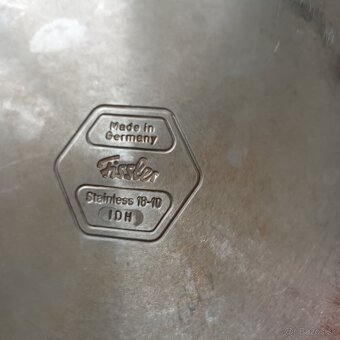 Made in
Germany
Fissler
Stainless 18-10
IDH